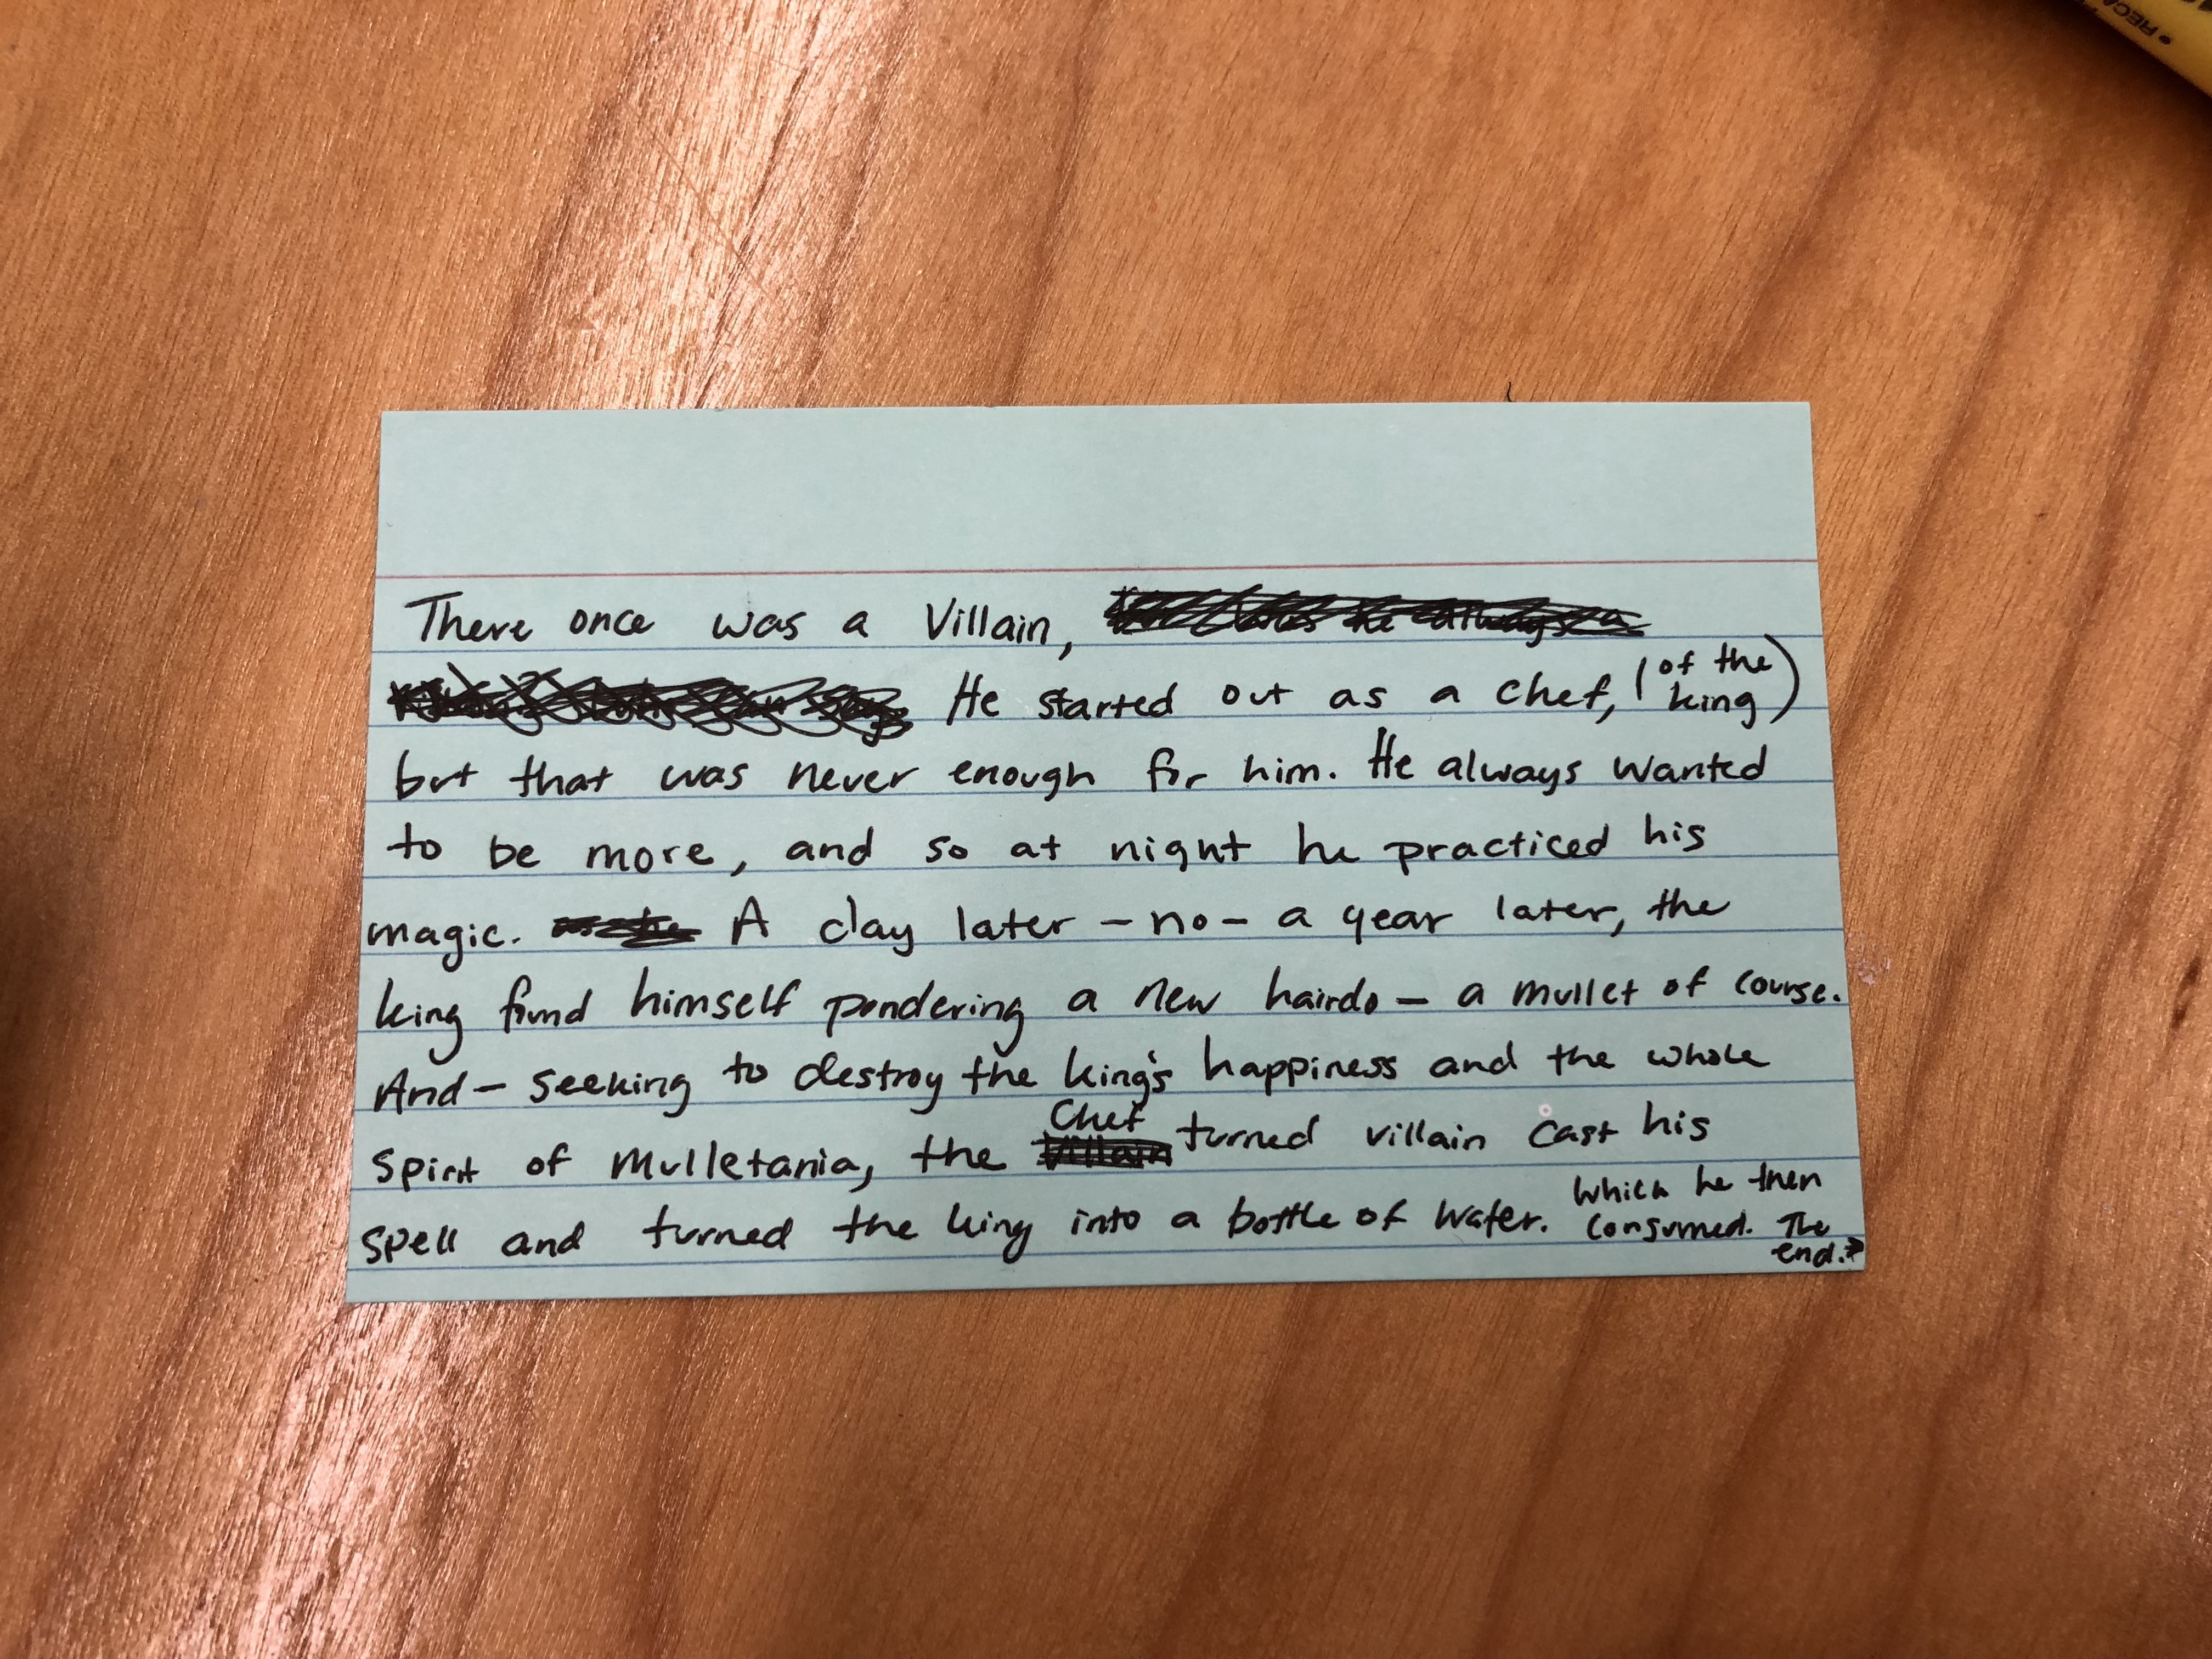 There once was a Villain,
He started out as a chef, (of the king)
but that was never enough for him. He always wanted
to be more, and so at night he practiced his
magic. A day later - no - a year later, the
king found himself pondering a new hairdo - a mullet of course.
And - seeking to destroy the king's happiness and the whole
spirit of Mulletania, the Chef turned villain cast his
spell and turned the king into a bottle of water. Which he then
consumed. The
end.